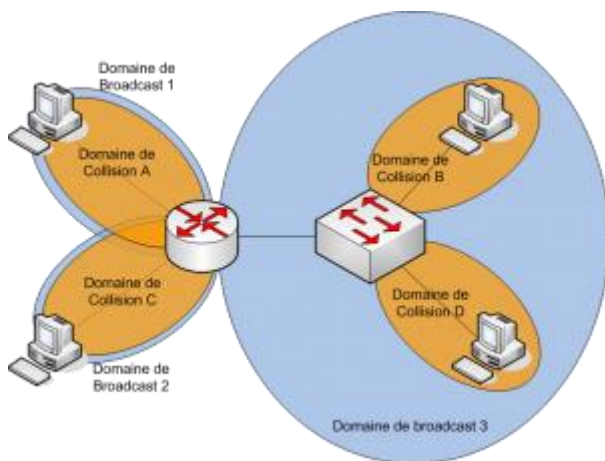 Domaine de
Broadcast 1
Domaine de
Collision A
Domaine de
Collision B
Domaine de
Collision C
Domaine de
Collision D
Domaine de
Broadcast 2
Domaine de broadcast 3